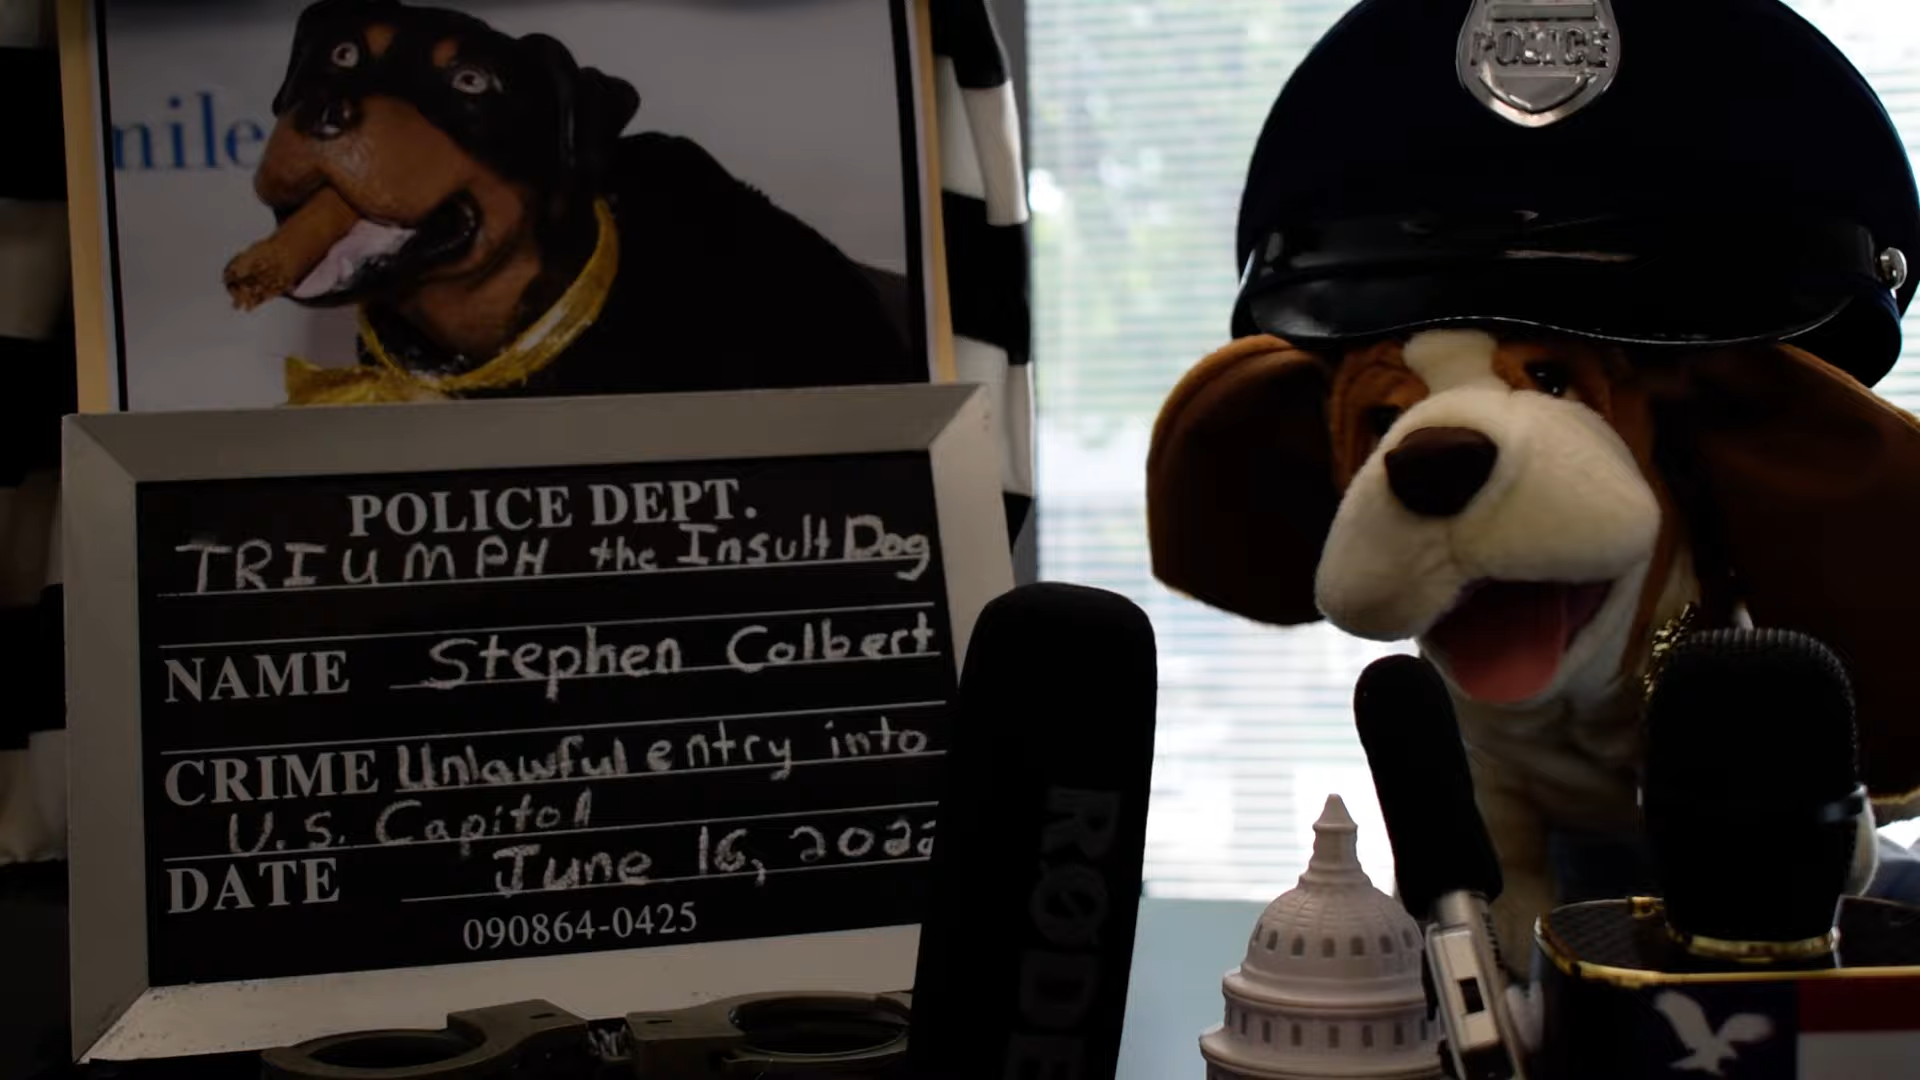 nile
POLICE
POLICE DEPT.
TRIUMPH the Insult Dog
NAME Stephen Colbert
CRIME Unlawful entry into
U.S. Capitol
DATE June 16, 2022
090864-0425
RØDE